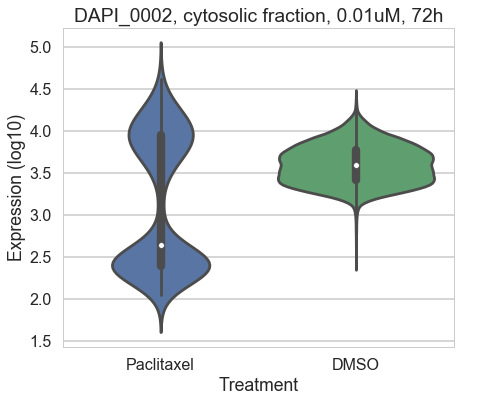 DAPI_0002, cytosolic fraction, 0.01uM, 72h
5.0
4.5
4.0
3.5
3.0
2.5
2.0
1.5
Expression (log10)
Paclitaxel
DMSO
Treatment